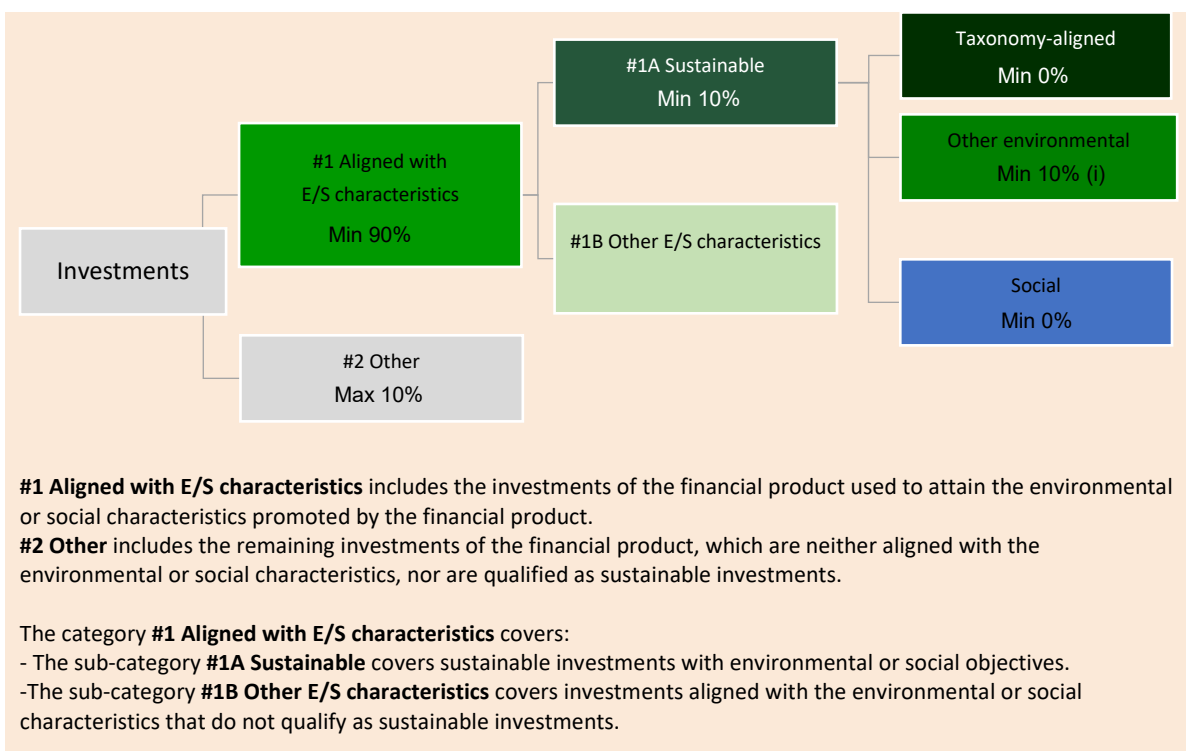 Investments
#1 Aligned with
E/S characteristics
Min 90%
#2 Other
Max 10%
#1A Sustainable
Min 10%
#1B Other E/S characteristics
Taxonomy-aligned
Min 0%
Other environmental
Min 10% (i)
Social
Min 0%
#1 Aligned with E/S characteristics includes the investments of the financial product used to attain the environmental
or social characteristics promoted by the financial product.
#2 Other includes the remaining investments of the financial product, which are neither aligned with the
environmental or social characteristics, nor are qualified as sustainable investments.
The category #1 Aligned with E/S characteristics covers:
- The sub-category #1A Sustainable covers sustainable investments with environmental or social objectives.
-The sub-category #1B Other E/S characteristics covers investments aligned with the environmental or social
characteristics that do not qualify as sustainable investments.